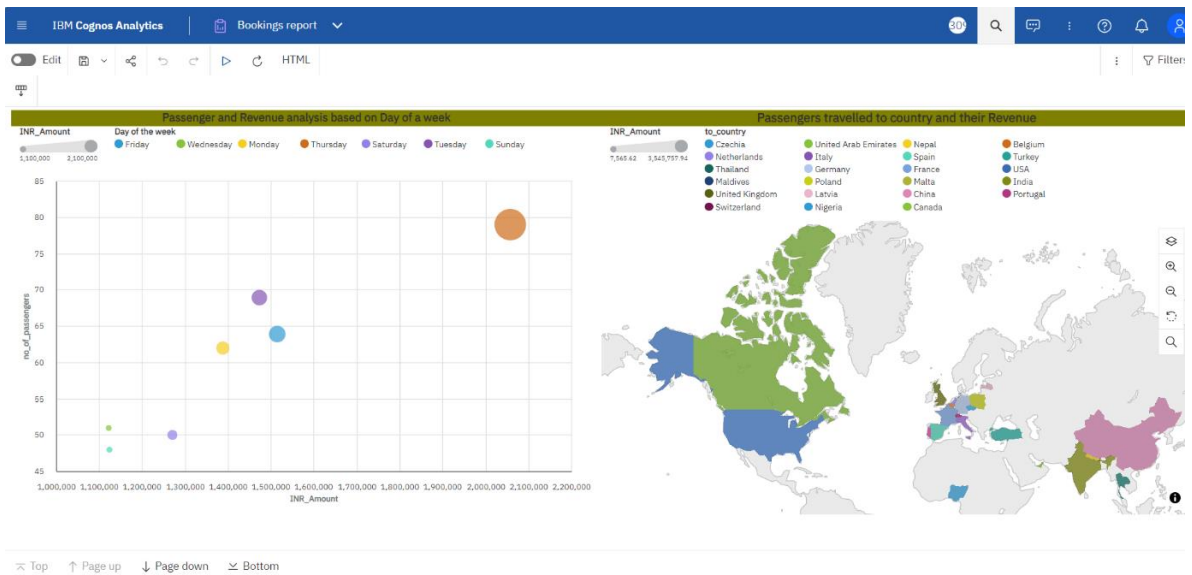 IBM Cognos Analytics
Bookings report
Edit
HTML
Filters
Passenger and Revenue analysis based on Day of a week
INR_Amount
1,100,000 2,100,000
Day of the week
Friday Wednesday Monday Thursday Saturday Tuesday Sunday
85
80
75
70
65
60
55
50
45
no_of_passengers
1,000,000 1,100,000 1,200,000 1,300,000 1,400,000 1,500,000 1,600,000 1,700,000 1,800,000 1,900,000 2,000,000 2,100,000 2,200,000
INR_Amount
Passengers travelled to country and their Revenue
INR_Amount
7,565.62 3,545,757.94
to_country
Czechia United Arab Emirates Nepal Belgium
Netherlands Italy Spain Turkey
Thailand Germany France USA
Maldives Poland Malta India
United Kingdom Latvia China Portugal
Switzerland Nigeria Canada
Top Page up Page down Bottom